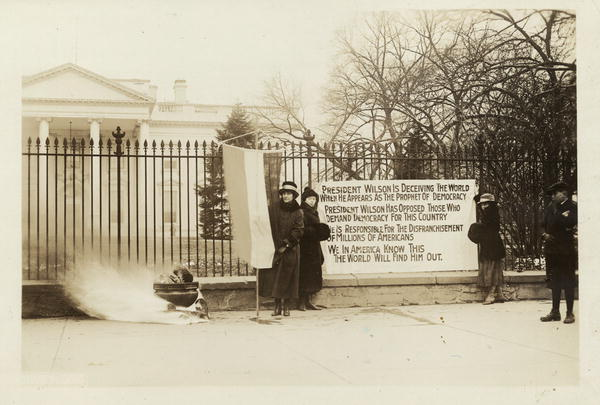 PRESIDENT WILSON IS DECEIVING THE WORLD
WHEN HE APPEARS AS THE PROPHET OF DEMOCRACY
PRESIDENT WILSON HAS OPPOSED THOSE WHO
DEMAND DEMOCRACY FOR THIS COUNTRY
HE IS RESPONSIBLE FOR THE DISFRANCHISEMENT
OF MILLIONS OF AMERICANS
WE IN AMERICA KNOW THIS
THE WORLD WILL FIND HIM OUT.